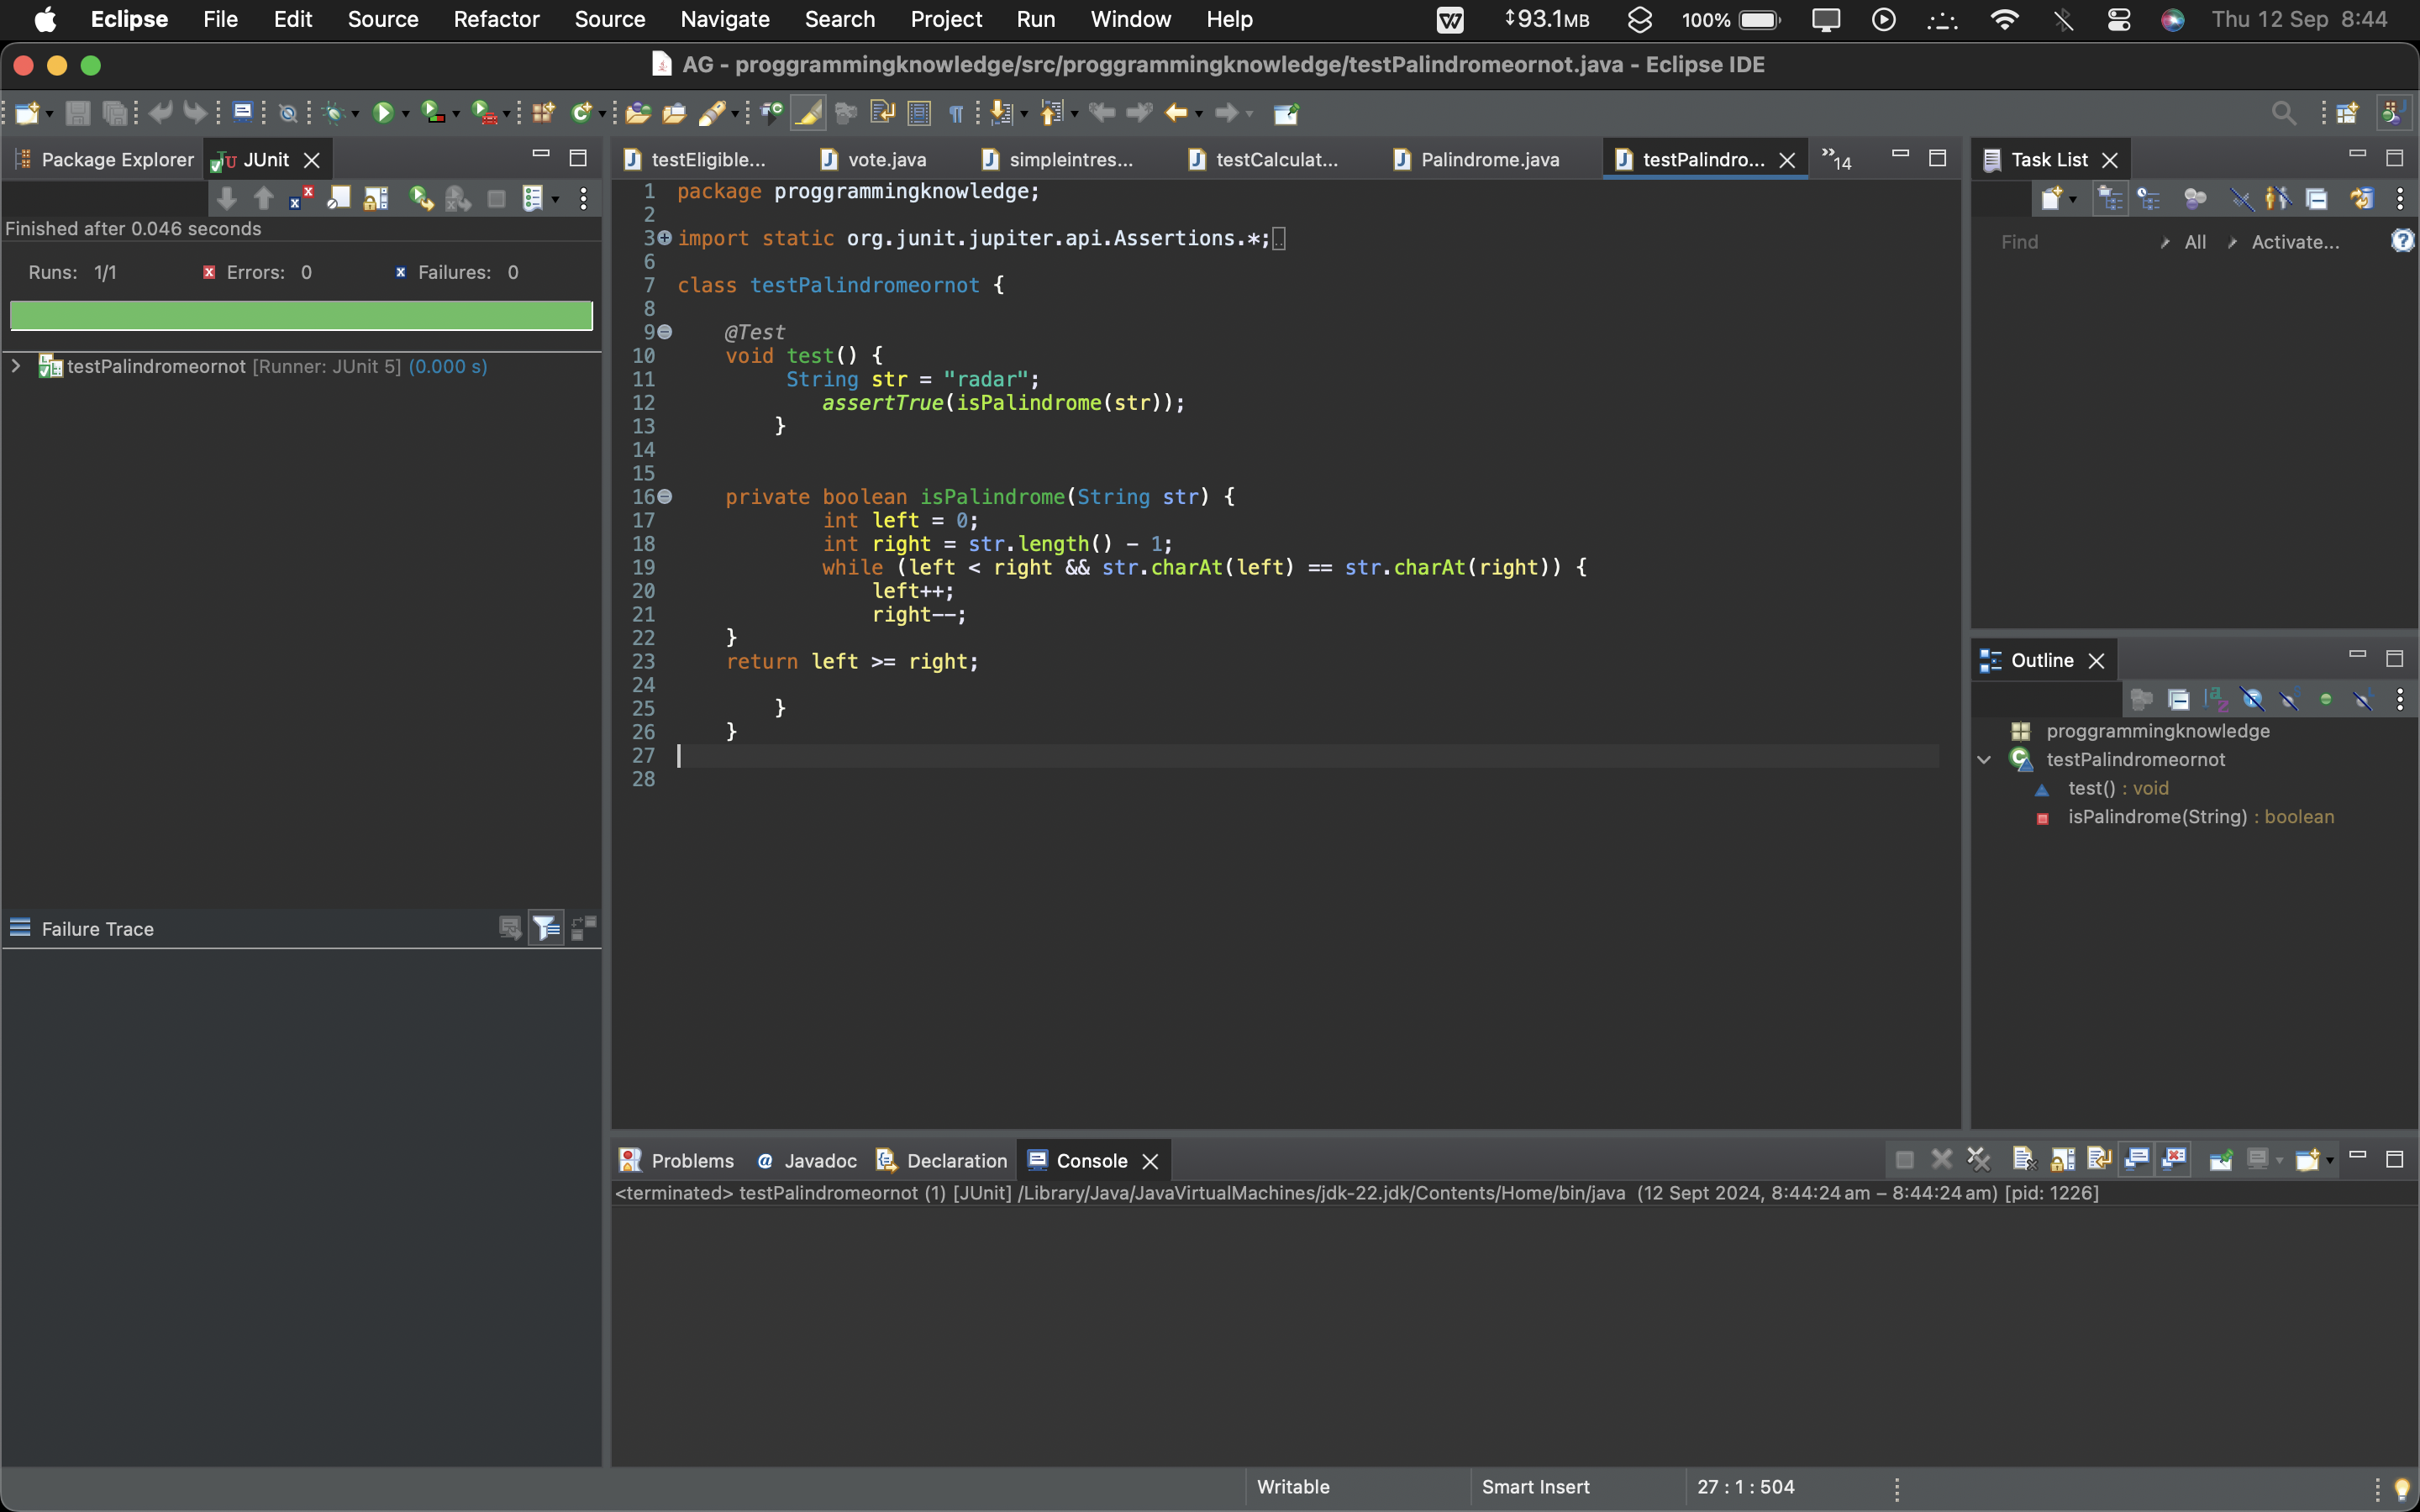 Eclipse File Edit Source Refactor Source Navigate Search Project Run Window Help 93.1MB 100% Thu 12 Sep 8:44
AG - proggrammingknowledge/src/proggrammingknowledge/testPalindromeornot.java - Eclipse IDE
Package Explorer JUnit
Finished after 0.046 seconds
Runs: 1/1 Errors: 0 Failures: 0
testPalindromeornot [Runner: JUnit 5] (0.000 s)
Failure Trace
testEligible... vote.java simpleintres... testCalculat... Palindrome.java testPalindro... »14
1 package proggrammingknowledge;
2
3 import static org.junit.jupiter.api.Assertions.*;
6
7 class testPalindromeornot {
8
9 @Test
10 void test() {
11 String str = "radar";
12 assertTrue(isPalindrome(str));
13 }
14
15
16 private boolean isPalindrome(String str) {
17 int left = 0;
18 int right = str.length() - 1;
19 while (left < right && str.charAt(left) == str.charAt(right)) {
20 left++;
21 right--;
22 }
23 return left >= right;
24
25 }
26 }
27
28
Task List
Find All Activate...
Outline
proggrammingknowledge
testPalindromeornot
test() : void
isPalindrome(String) : boolean
Problems Javadoc Declaration Console
<terminated> testPalindromeornot (1) [JUnit] /Library/Java/JavaVirtualMachines/jdk-22.jdk/Contents/Home/bin/java (12 Sept 2024, 8:44:24 am – 8:44:24 am) [pid: 1226]
Writable Smart Insert 27 : 1 : 504